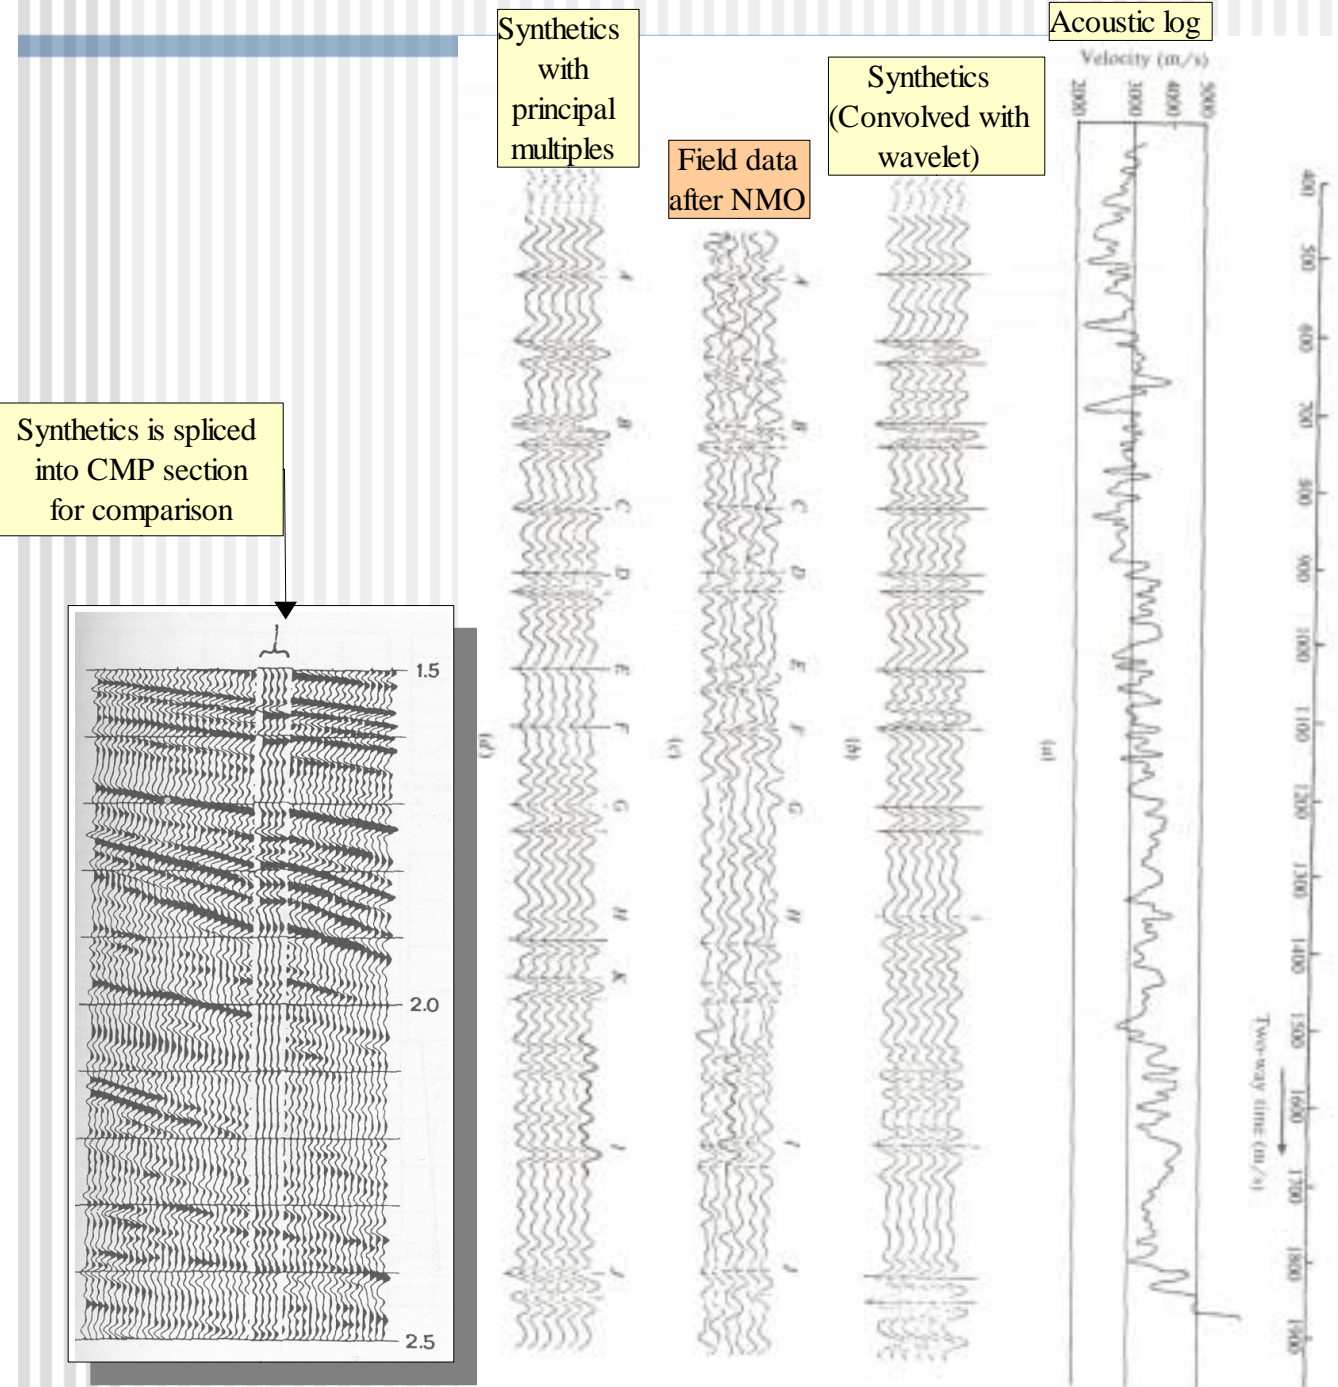 Synthetics
with
principal
multiples
Field data
after NMO
Synthetics
(Convolved with
wavelet)
Acoustic log
Velocity (m/s)
2000 3000 4000 5000
Synthetics is spliced
into CMP section
for comparison
1.5
2.0
2.5
A
B
C
D
E
F
G
H
K
I
J
(d)
A
B
C
D
E
F
G
H
I
J
(c)
(b)
(a)
400
500
600
700
800
900
1000
1100
1200
1300
1400
1500
1600
1700
1800
1900
Two-way time (m/s)